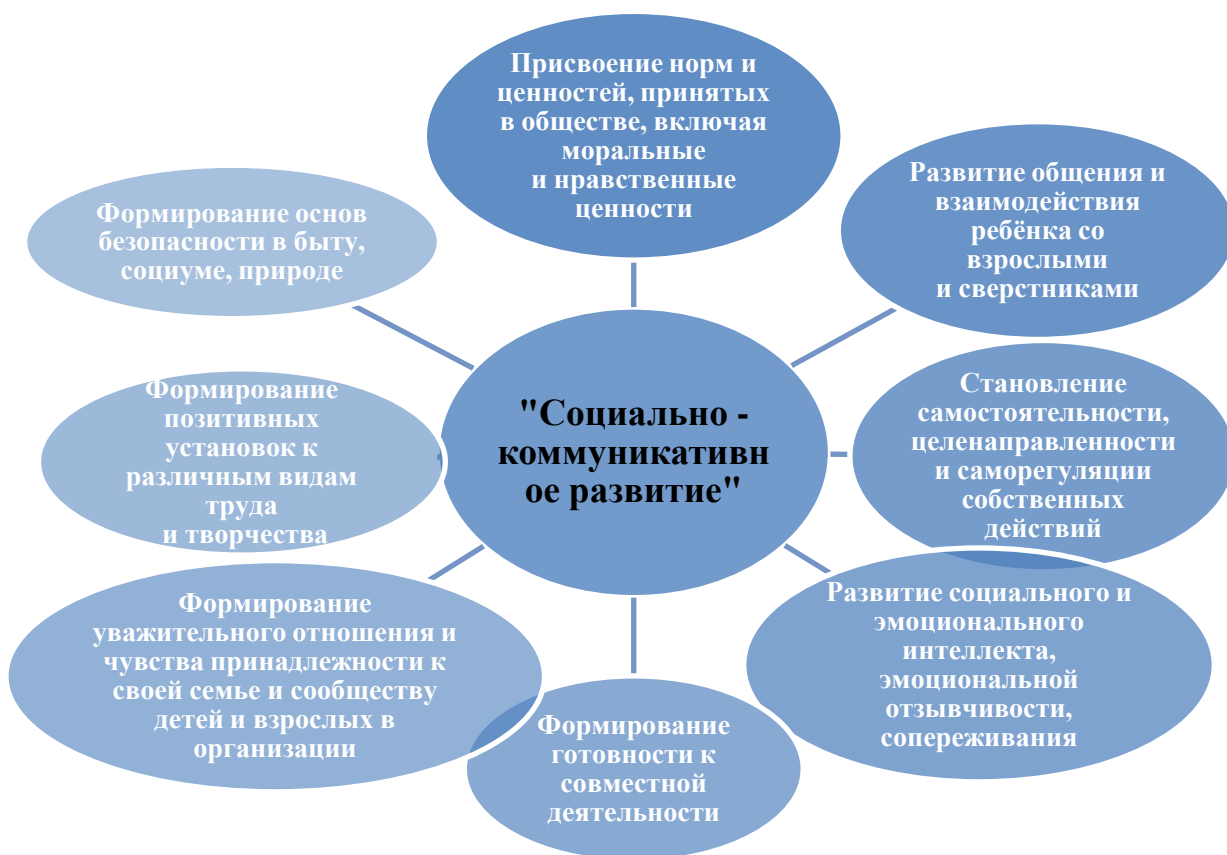 Присвоение норм и
ценностей, принятых
в обществе, включая
моральные
и нравственные
ценности
Развитие общения и
взаимодействия
ребёнка со
взрослыми
и сверстниками
Становление
самостоятельности,
целенаправленности
и саморегуляции
собственных
действий
Развитие социального и
эмоционального
интеллекта,
эмоциональной
отзывчивости,
сопереживания
Формирование
готовности к
совместной
деятельности
Формирование
уважительного отношения и
чувства принадлежности к
своей семье и сообществу
детей и взрослых в
организации
Формирование
позитивных
установок к
различным видам
труда
и творчества
Формирование основ
безопасности в быту,
социуме, природе
"Социально -
коммуникативн
ое развитие"